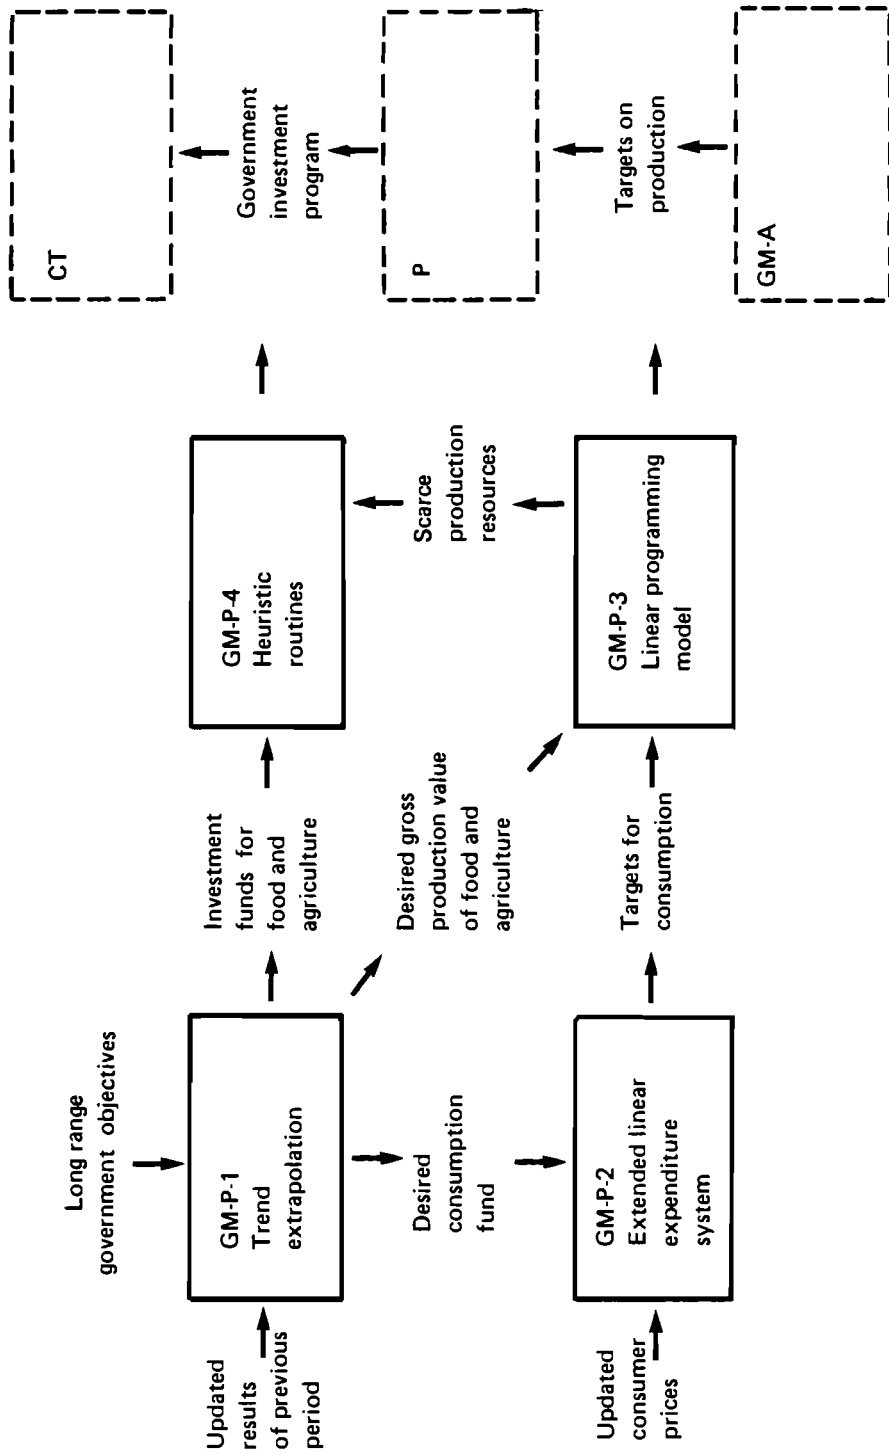 Long range
government objectives
Updated
results
of previous
period
GM-P-1
Trend
extrapolation
Investment
funds for
food and
agriculture
GM-P-4
Heuristic
routines
CT
Government
investment
program
Desired
consumption
fund
Desired gross
production value
of food and
agriculture
Scarce
production
resources
P
Updated
consumer
prices
GM-P-2
Extended linear
expenditure
system
Targets for
consumption
GM-P-3
Linear programming
model
Targets on
production
GM-A